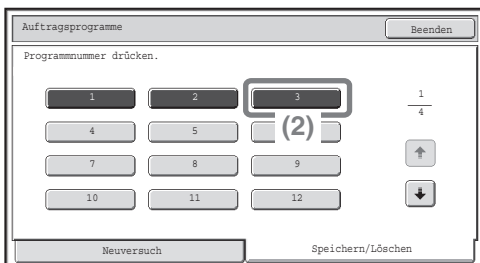 Auftragsprogramme Beenden
Programmnummer drücken.
1 2 3 1
4
4 5 (2)
7 8 9
10 11 12
Neuversuch Speichern/Löschen